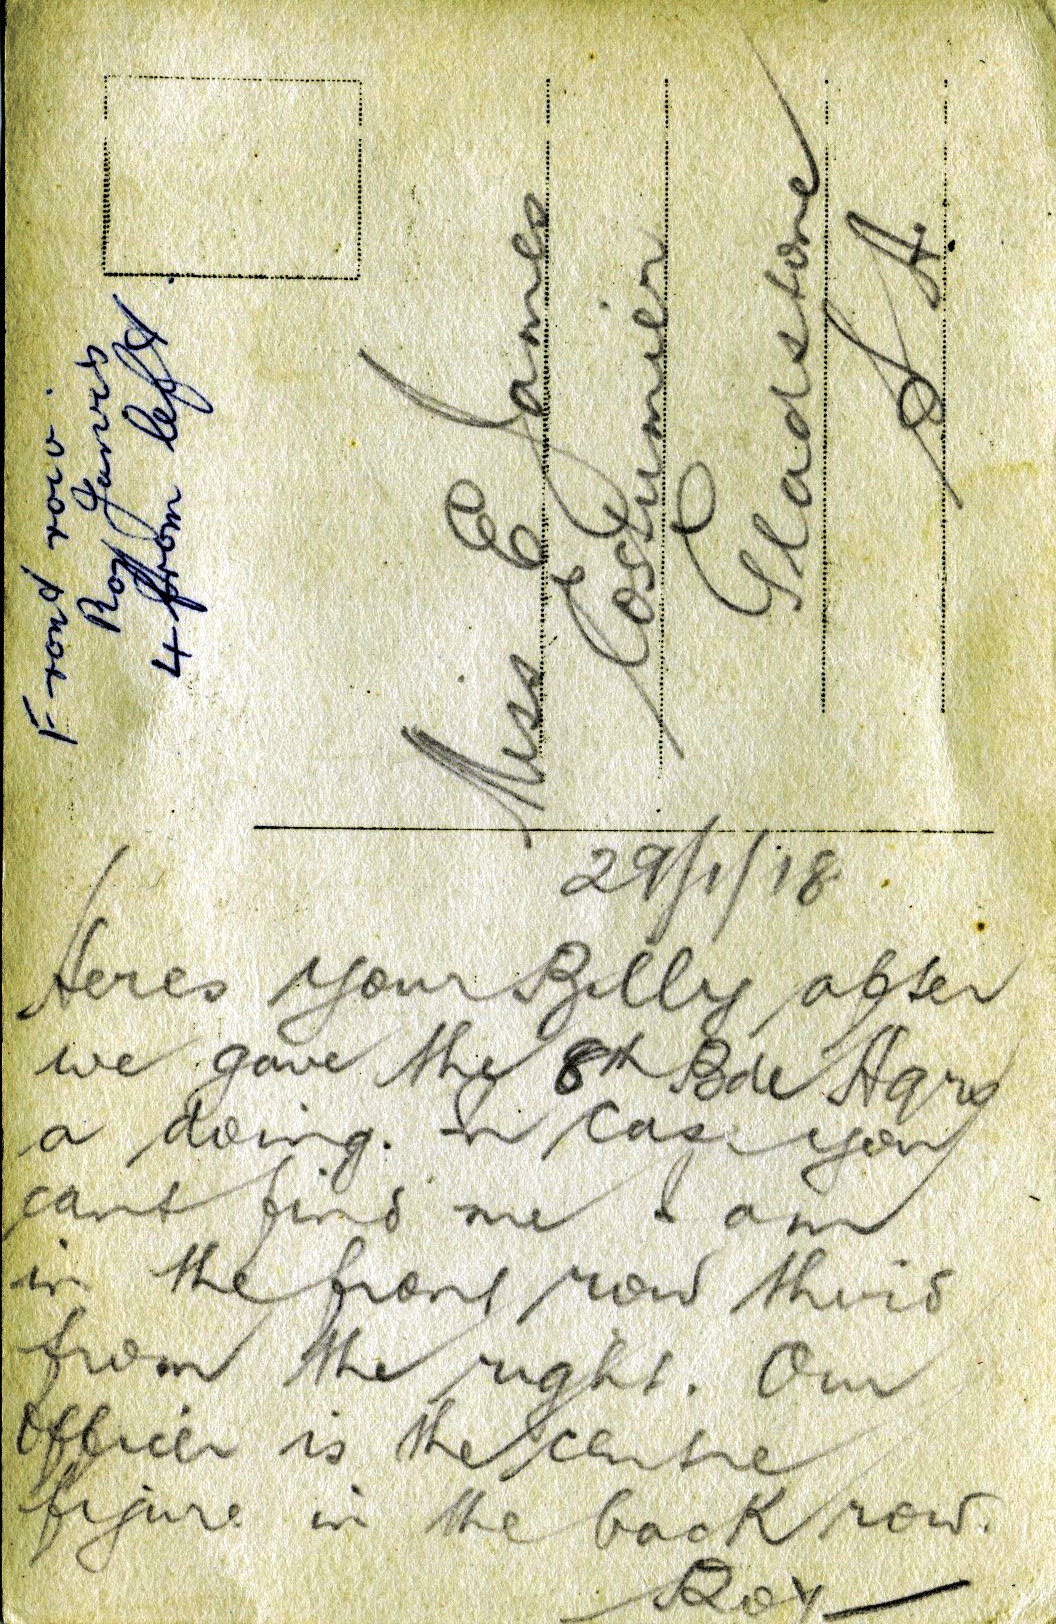 Front row.
Roy Jarvis
4 from left
Miss E James
Costumier
Gladstone
S A
29/1/18
Heres your Billy after
we gave the 8th Bde Hqrs
a doing. In case you
cant find me I am
in the front row third
from the right. Our
officer is the centre
figure in the back row.
Roy